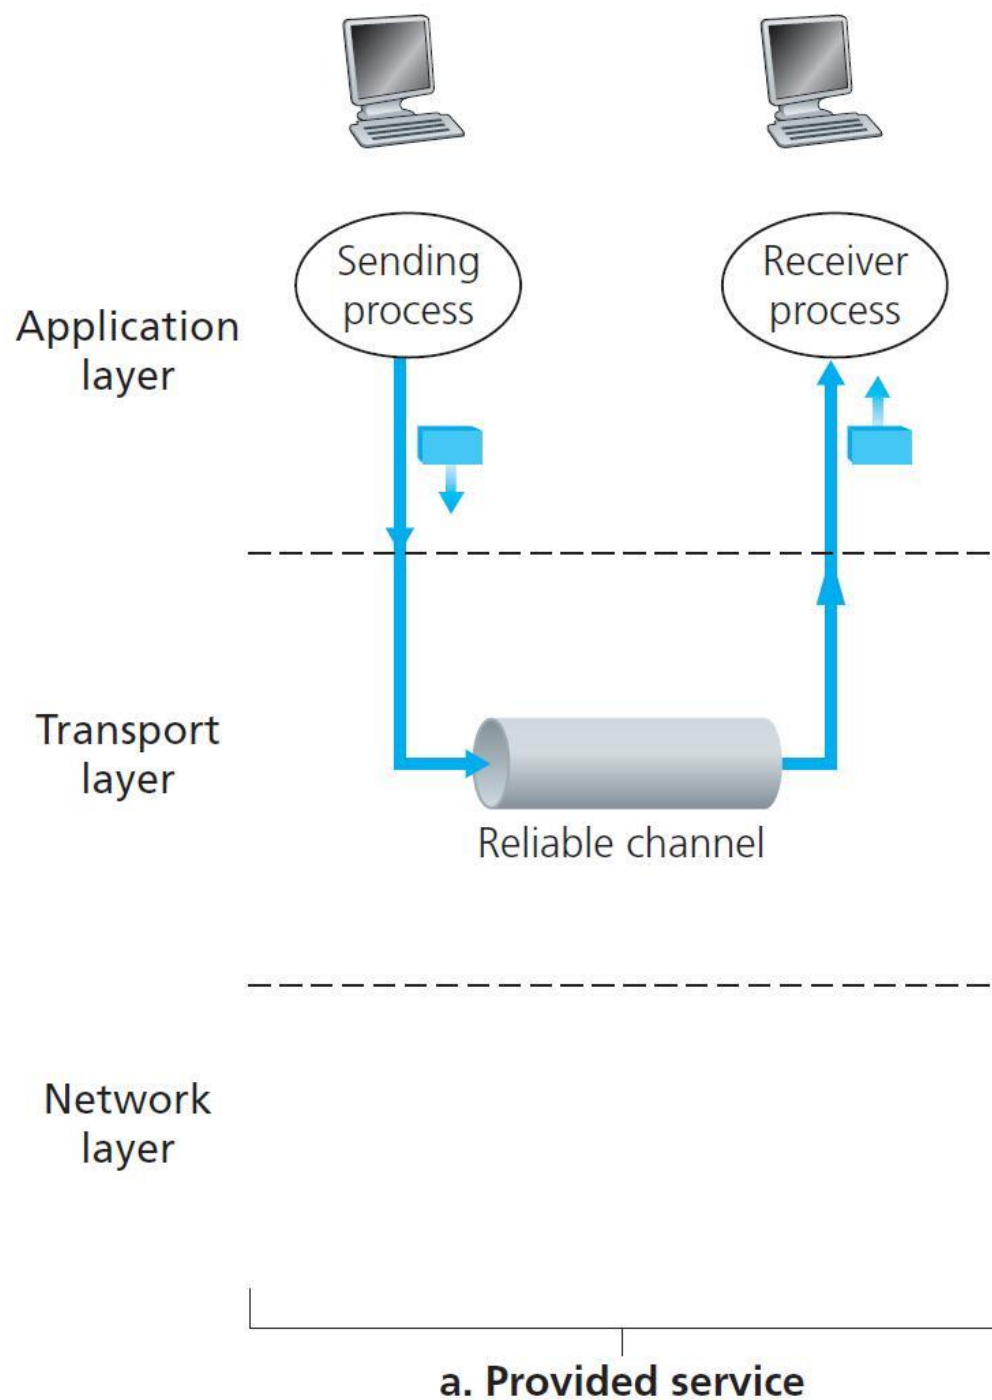 Sending
process
Receiver
process
Application
layer
Transport
layer
Reliable channel
Network
layer
a. Provided service